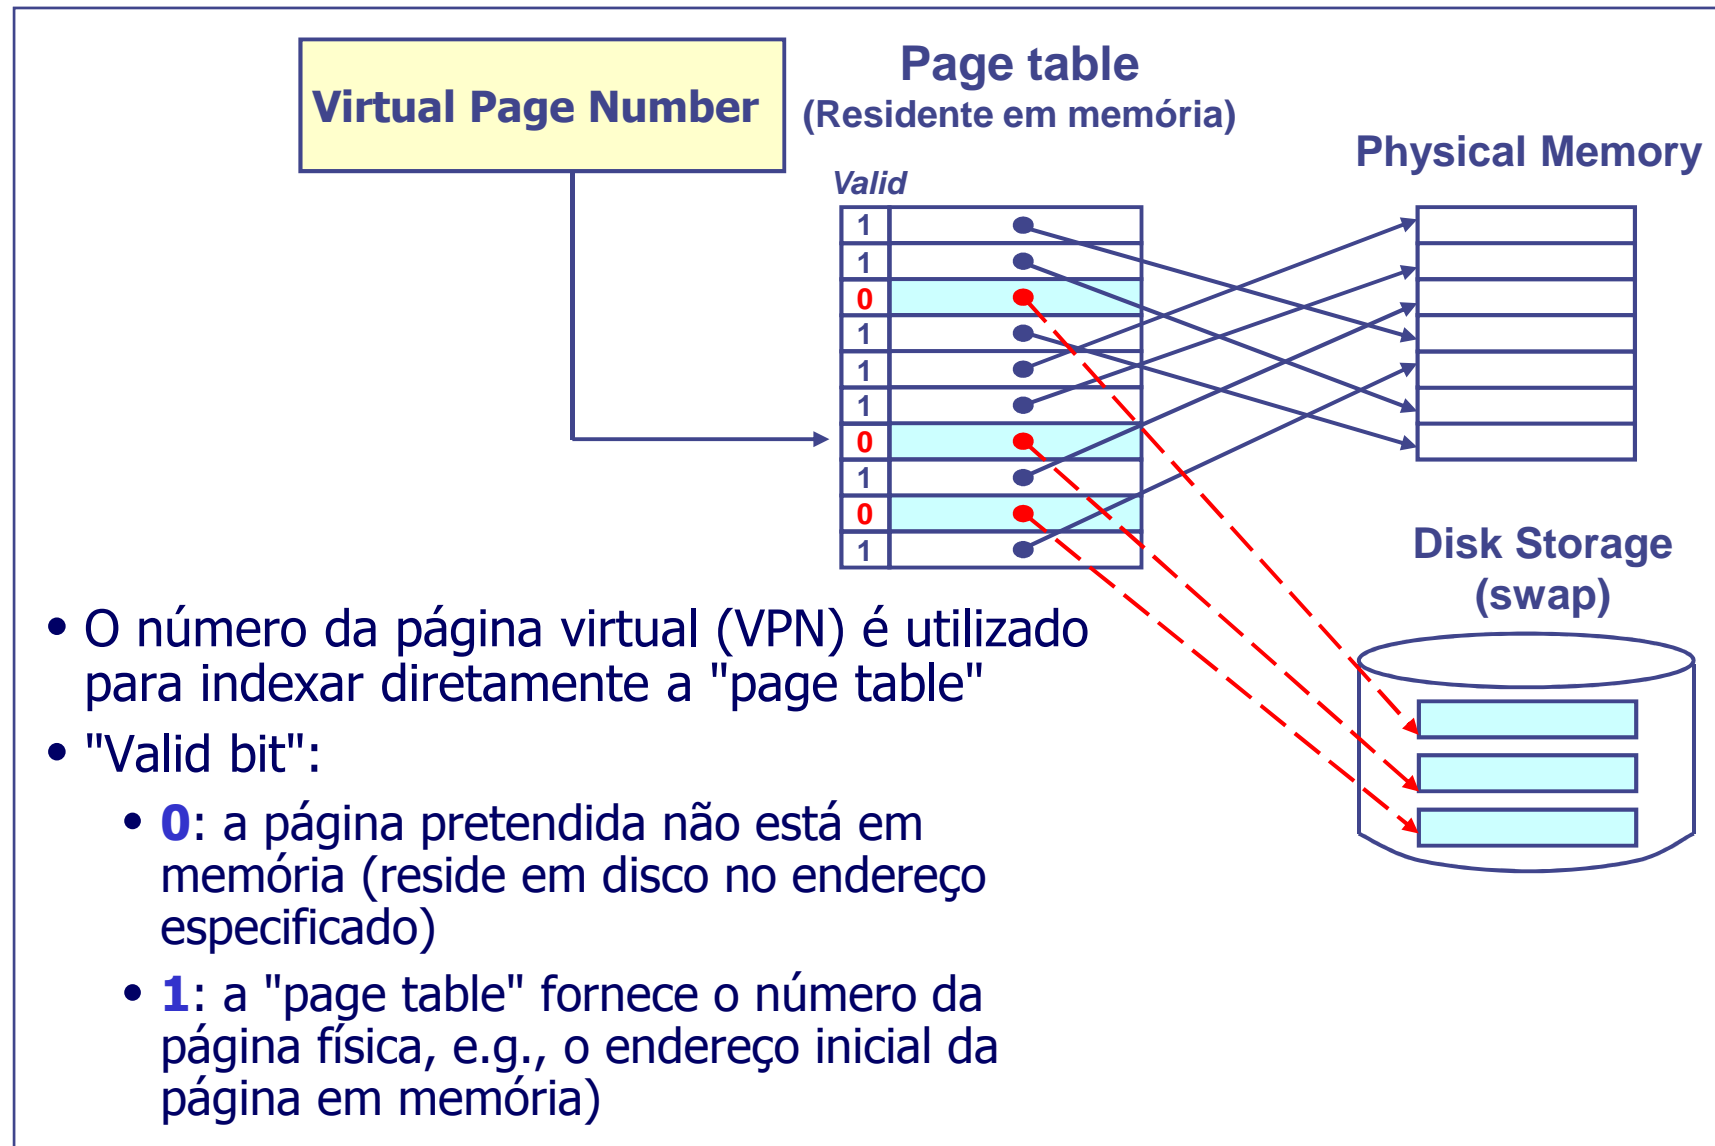 Virtual Page Number
Page table
(Residente em memória)
Physical Memory
Valid
1
1
0
1
1
1
0
1
0
1
Disk Storage
(swap)
• O número da página virtual (VPN) é utilizado
para indexar diretamente a "page table"
• "Valid bit":
• 0: a página pretendida não está em
memória (reside em disco no endereço
especificado)
• 1: a "page table" fornece o número da
página física, e.g., o endereço inicial da
página em memória)